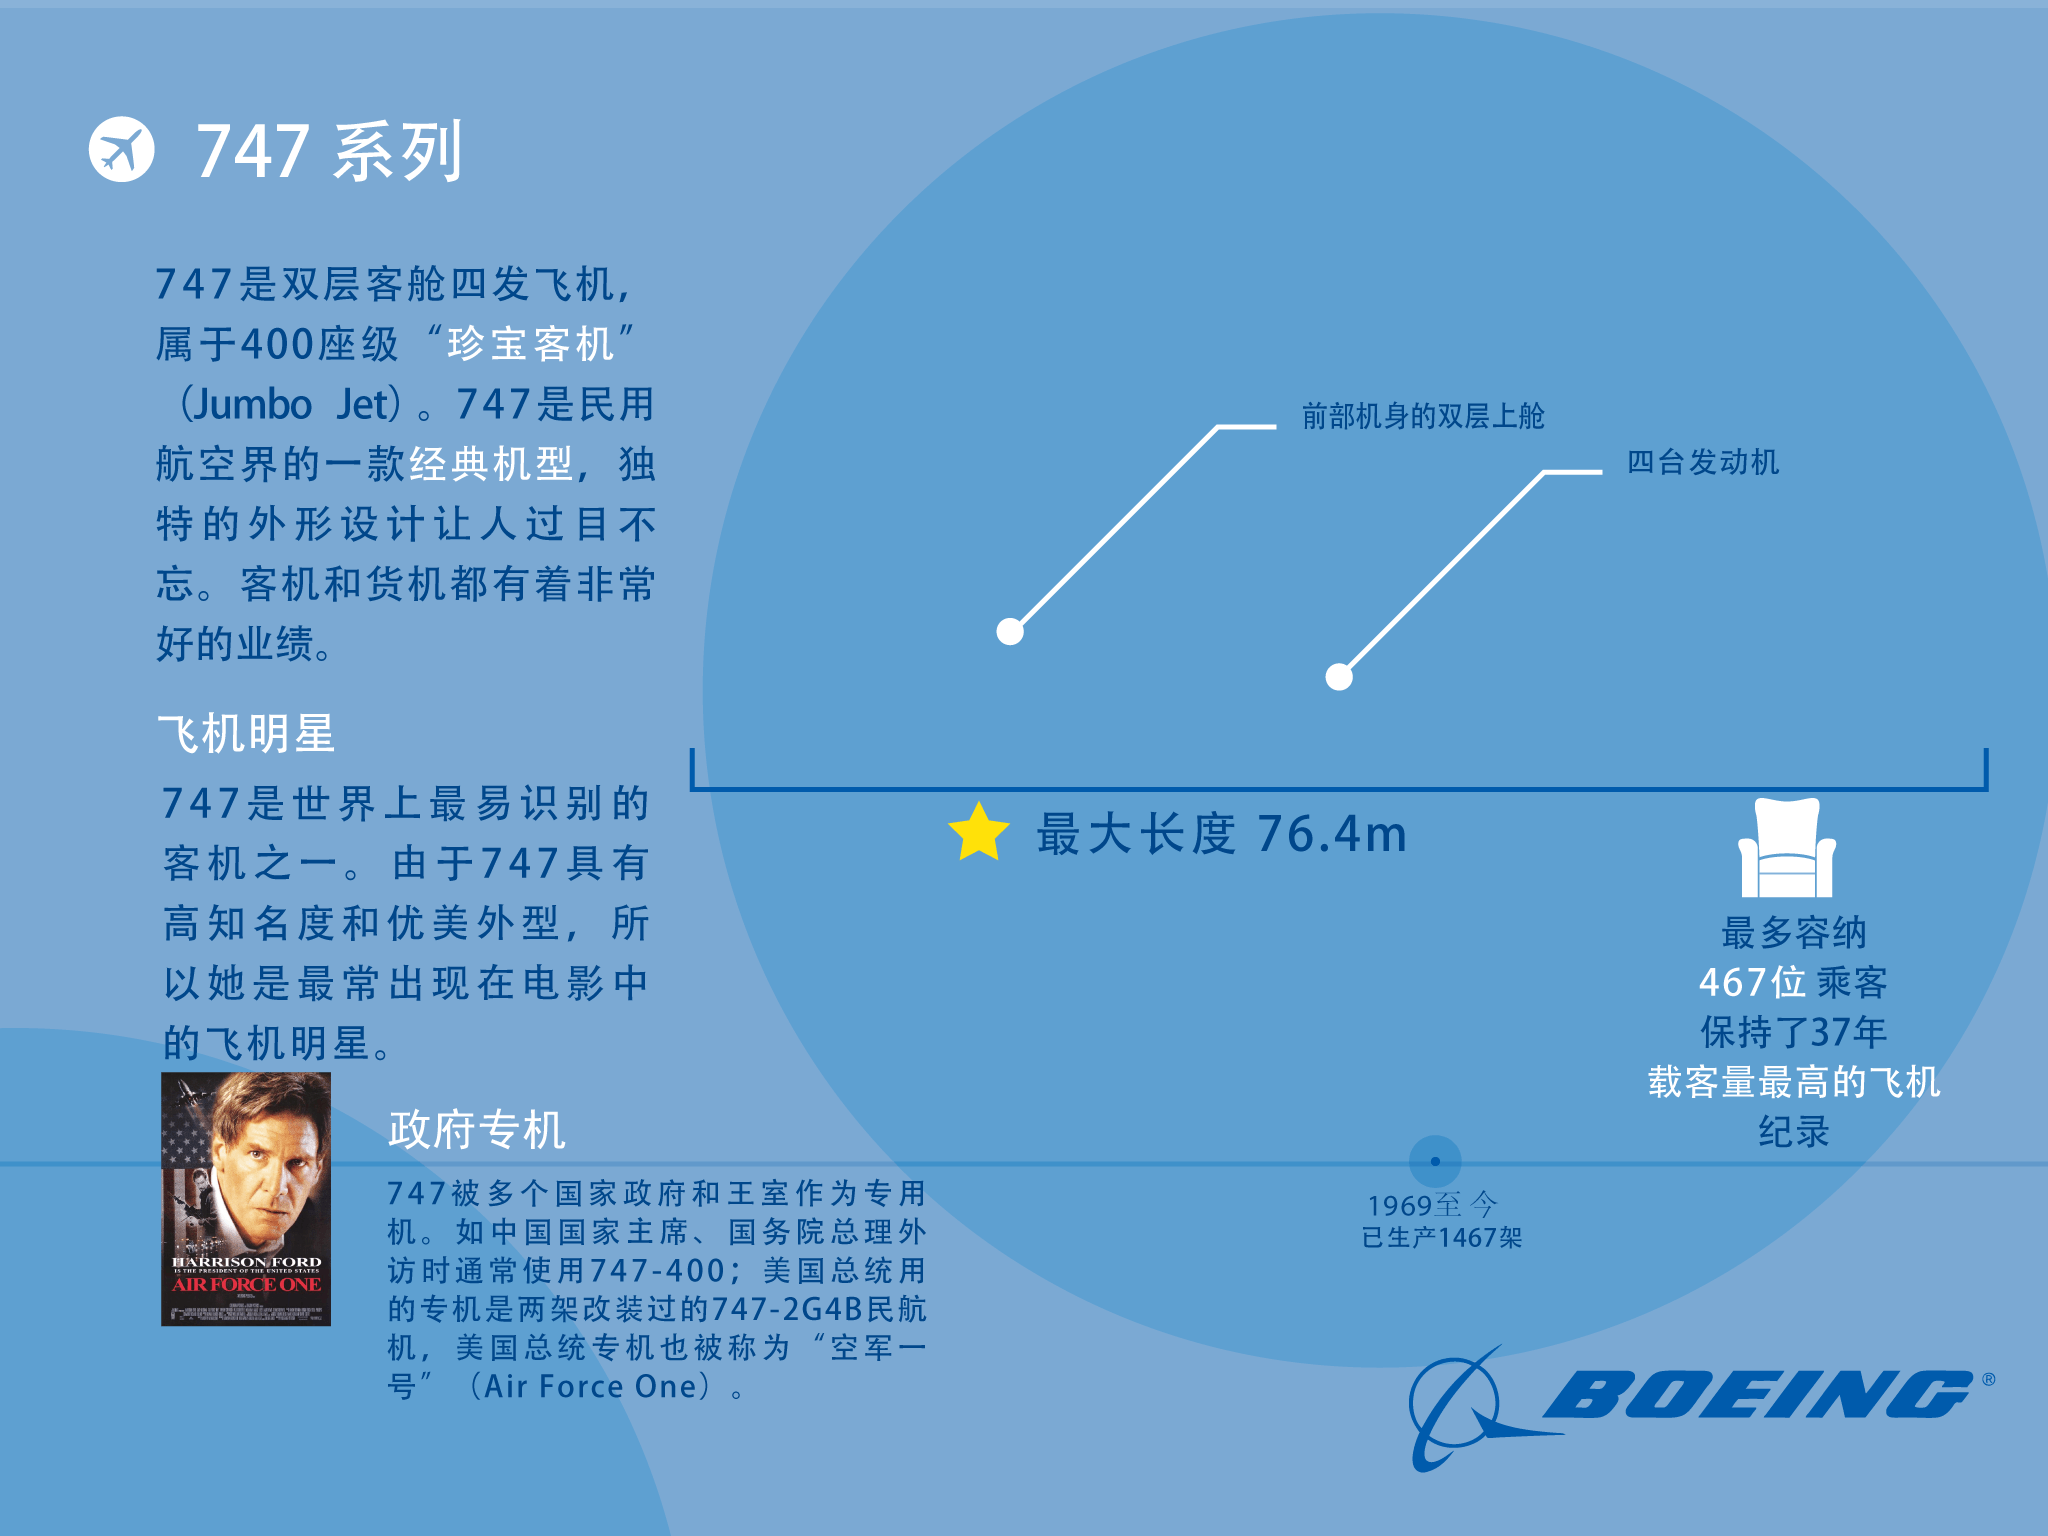 747 系列
747是双层客舱四发飞机，
属于400座级“珍宝客机”
（Jumbo Jet）。747是民用
航空界的一款经典机型，独
特的外形设计让人过目不
忘。客机和货机都有着非常
好的业绩。
飞机明星
747是世界上最易识别的
客机之一。由于747具有
高知名度和优美外型，所
以她是最常出现在电影中
的飞机明星。
HARRISON FORD
IS THE PRESIDENT OF THE UNITED STATES
AIR FORCE ONE
政府专机
747被多个国家政府和王室作为专用
机。如中国国家主席、国务院总理外
访时通常使用747-400；美国总统用
的专机是两架改装过的747-2G4B民航
机，美国总统专机也被称为“空军一
号”（Air Force One）。
前部机身的双层上舱
四台发动机
最大长度 76.4m
最多容纳
467位 乘客
保持了37年
载客量最高的飞机
纪录
1969至今
已生产1467架
BOEING®